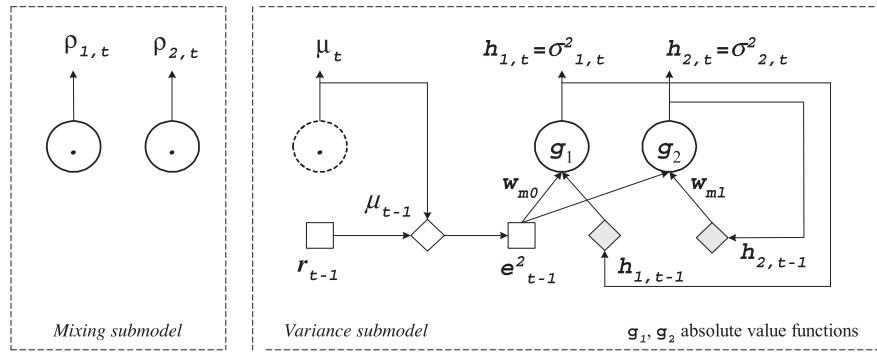 ρ1,t ρ2,t μt h1,t=σ²1,t h2,t=σ²2,t
. . . g1 g2
wm0 wm1
μt-1
rt-1 e²t-1 h1,t-1 h2,t-1
Mixing submodel Variance submodel g1, g2 absolute value functions